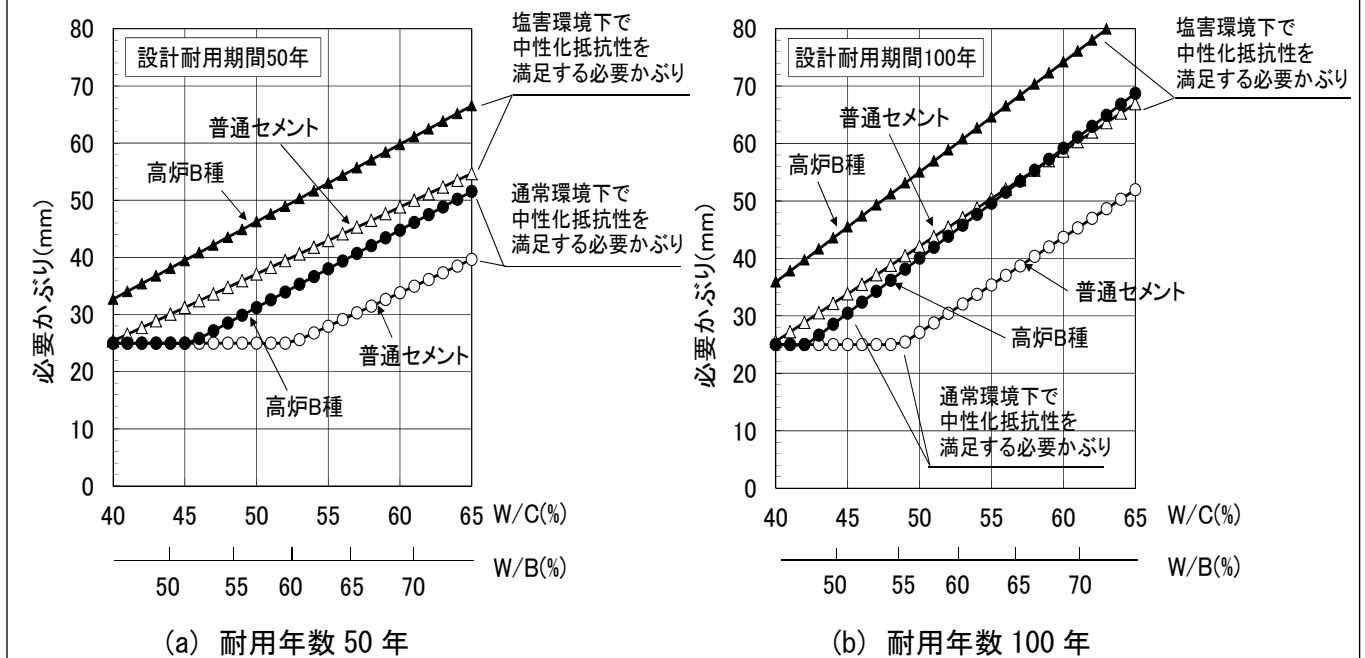 80
70
60
50
40
30
20
10
0
必要かぶり(mm)
設計耐用期間50年
普通セメント
高炉B種
高炉B種
普通セメント
塩害環境下で
中性化抵抗性を
満足する必要かぶり
通常環境下で
中性化抵抗性を
満足する必要かぶり
40 45 50 55 60 65 W/C(%)
50 55 60 65 70 W/B(%)
(a) 耐用年数 50 年
80
70
60
50
40
30
20
10
0
必要かぶり(mm)
設計耐用期間100年
普通セメント
高炉B種
塩害環境下で
中性化抵抗性を
満足する必要かぶり
普通セメント
高炉B種
通常環境下で
中性化抵抗性を
満足する必要かぶり
40 45 50 55 60 65 W/C(%)
50 55 60 65 70 W/B(%)
(b) 耐用年数 100 年